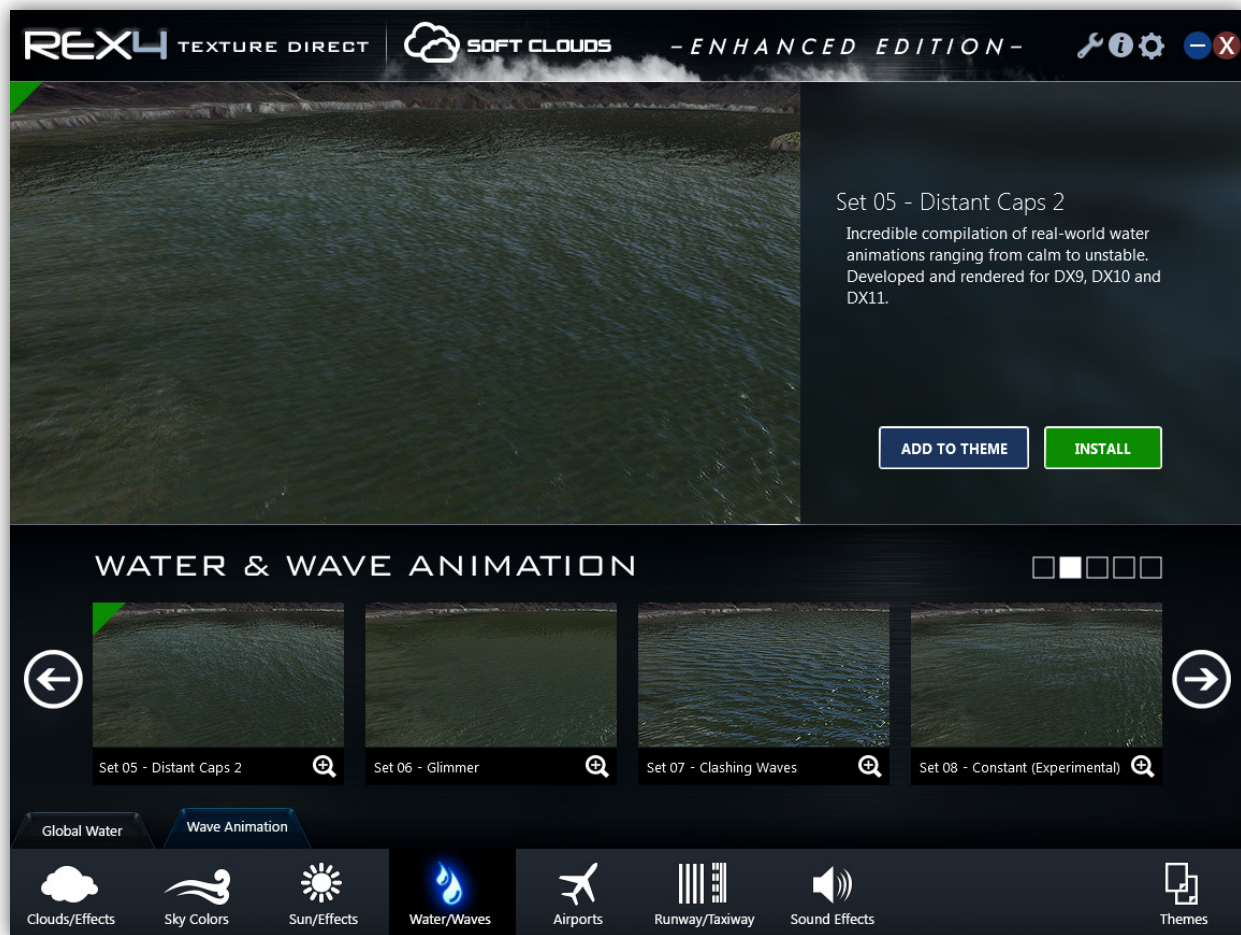 REX4 TEXTURE DIRECT SOFT CLOUDS -ENHANCED EDITION-
Set 05 - Distant Caps 2
Incredible compilation of real-world water
animations ranging from calm to unstable.
Developed and rendered for DX9, DX10 and
DX11.
ADD TO THEME INSTALL
WATER & WAVE ANIMATION
Set 05 - Distant Caps 2 Set 06 - Glimmer Set 07 - Clashing Waves Set 08 - Constant (Experimental)
Global Water Wave Animation
Clouds/Effects Sky Colors Sun/Effects Water/Waves Airports Runway/Taxiway Sound Effects Themes